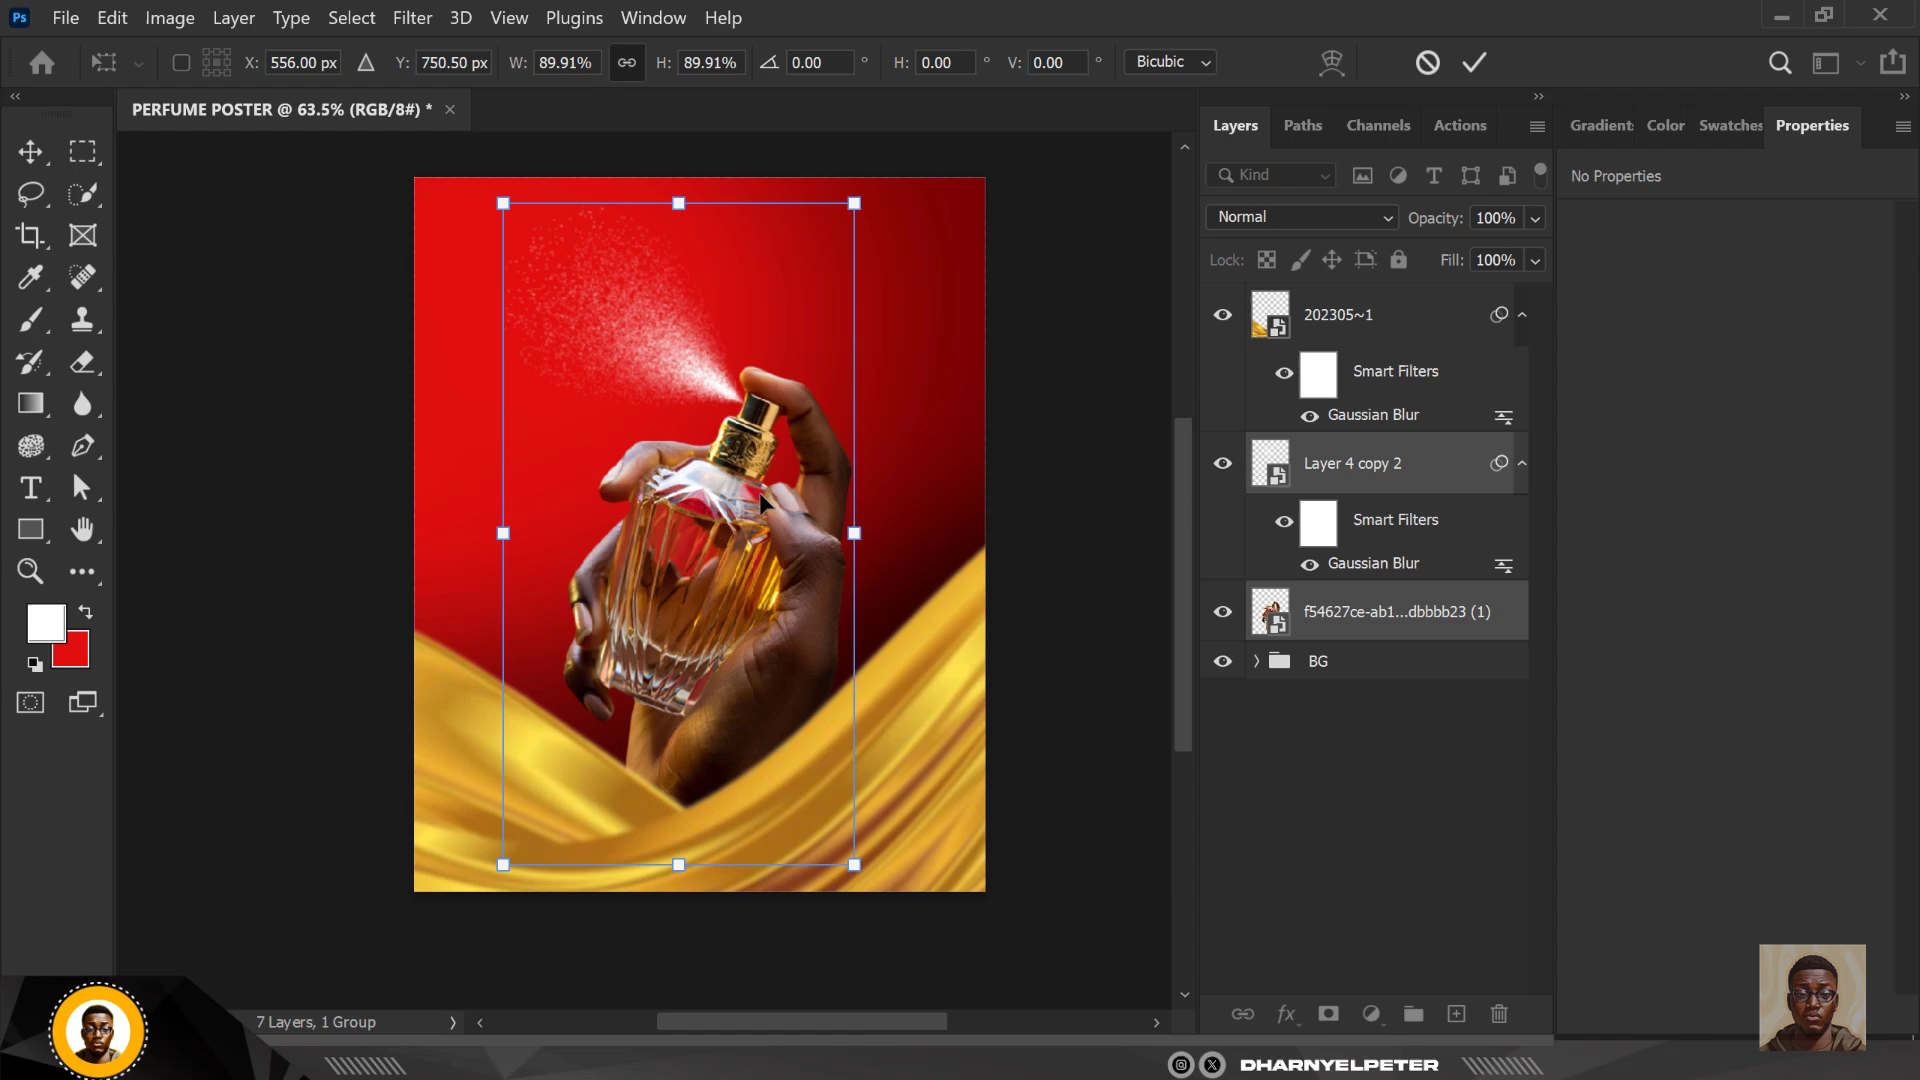 Ps File Edit Image Layer Select Type Filter 3D View Plugins Window Help
X: 556.00 px Y: 750.50 px W: 89.91% H: 89.91% 0.00 ° H: 0.00 ° V: 0.00 ° Bicubic
PERFUME POSTER @ 63.5% (RGB/8#) * ×
Layers Paths Channels Actions
Gradient Color Swatches Properties
Kind
No Properties
Normal Opacity: 100%
Lock: Fill: 100%
202305~1
Smart Filters
Gaussian Blur
Layer 4 copy 2
Smart Filters
Gaussian Blur
f54627ce-ab1...dbbbb23 (1)
BG
T
fx
7 Layers, 1 Group
DHARNYELPETER